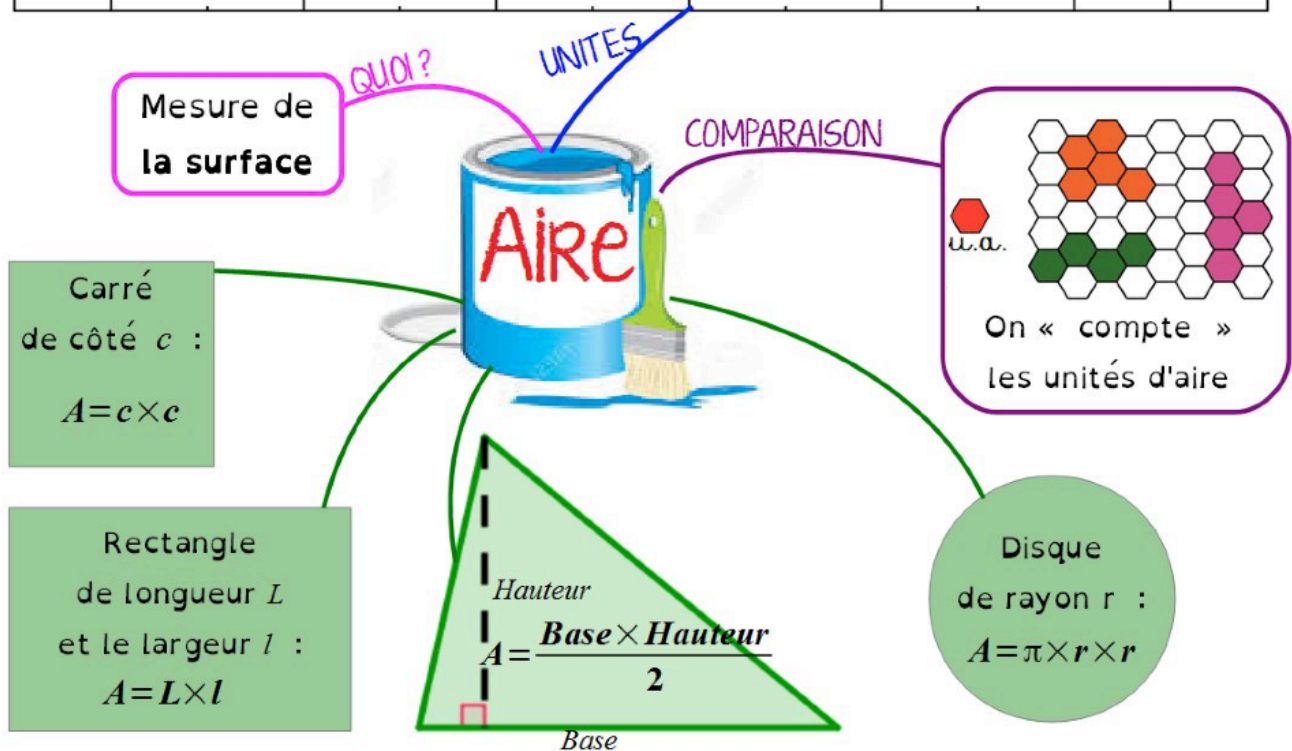 QUOI ?
UNITES
Mesure de
la surface
COMPARAISON
AiRe
u.a.
On « compte »
les unités d'aire
Carré
de côté c :
A=c×c
Rectangle
de longueur L
et le largeur l :
A=L×l
Hauteur
A=Base×Hauteur
2
Base
Disque
de rayon r :
A=π×r×r